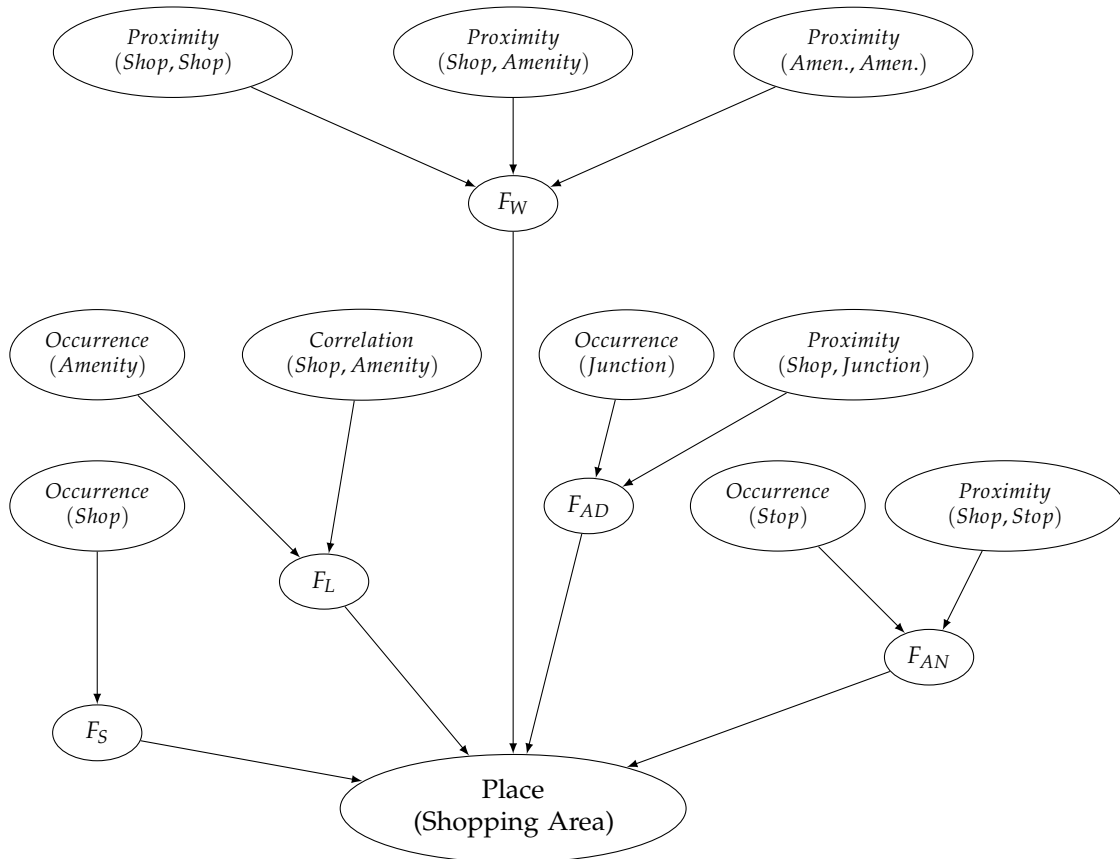 Proximity
(Shop, Shop)
Proximity
(Shop, Amenity)
Proximity
(Amen., Amen.)
F_W
Occurrence
(Amenity)
Correlation
(Shop, Amenity)
Occurrence
(Junction)
Proximity
(Shop, Junction)
Occurrence
(Shop)
F_AD
Occurrence
(Stop)
Proximity
(Shop, Stop)
F_L
F_AN
F_S
Place
(Shopping Area)